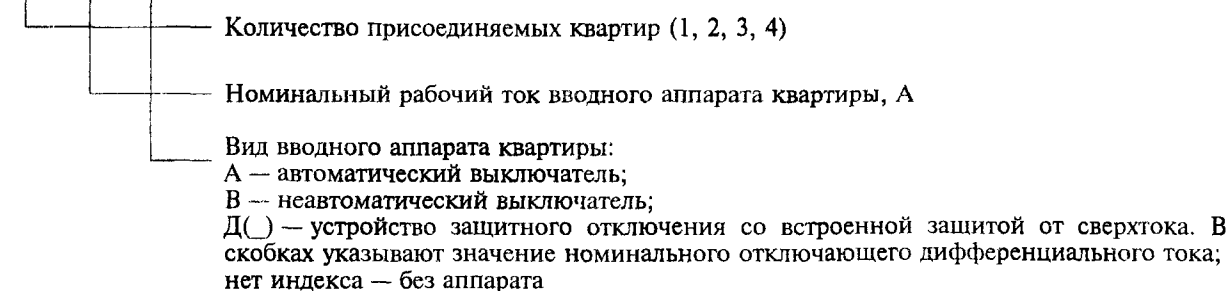 Количество присоединяемых квартир (1, 2, 3, 4)
Номинальный рабочий ток вводного аппарата квартиры, А
Вид вводного аппарата квартиры:
А — автоматический выключатель;
В — неавтоматический выключатель;
Д(_) — устройство защитного отключения со встроенной защитой от сверхтока. В
скобках указывают значение номинального отключающего дифференциального тока;
нет индекса — без аппарата